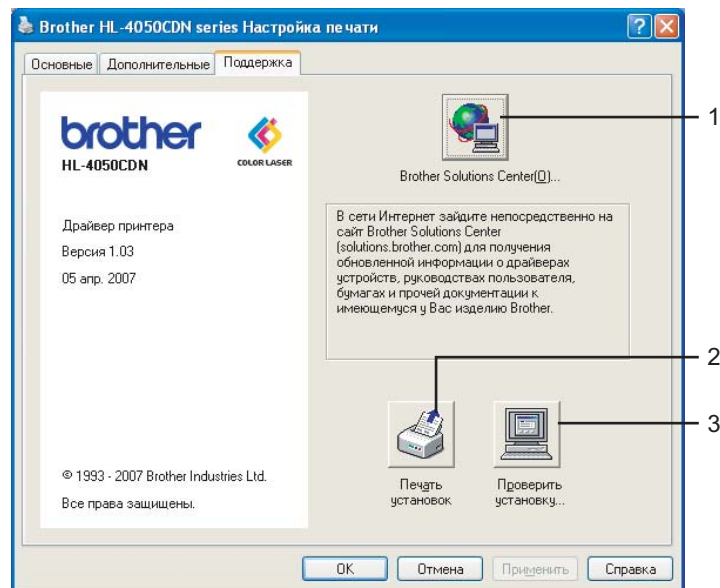 Brother HL-4050CDN series Настройка печати
Основные Дополнительные Поддержка
brother
HL-4050CDN
COLOR LASER
Драйвер принтера
Версия 1.03
05 апр. 2007
© 1993 - 2007 Brother Industries Ltd.
Все права защищены.
1
Brother Solutions Center(O)...
В сети Интернет зайдите непосредственно на
сайт Brother Solutions Center
(solutions.brother.com) для получения
обновленной информации о драйверах
устройств, руководствах пользователя,
бумагах и прочей документации к
имеющемуся у Вас изделию Brother.
2
3
Печать
установок
Проверить
установку...
OK Отмена Применить Справка